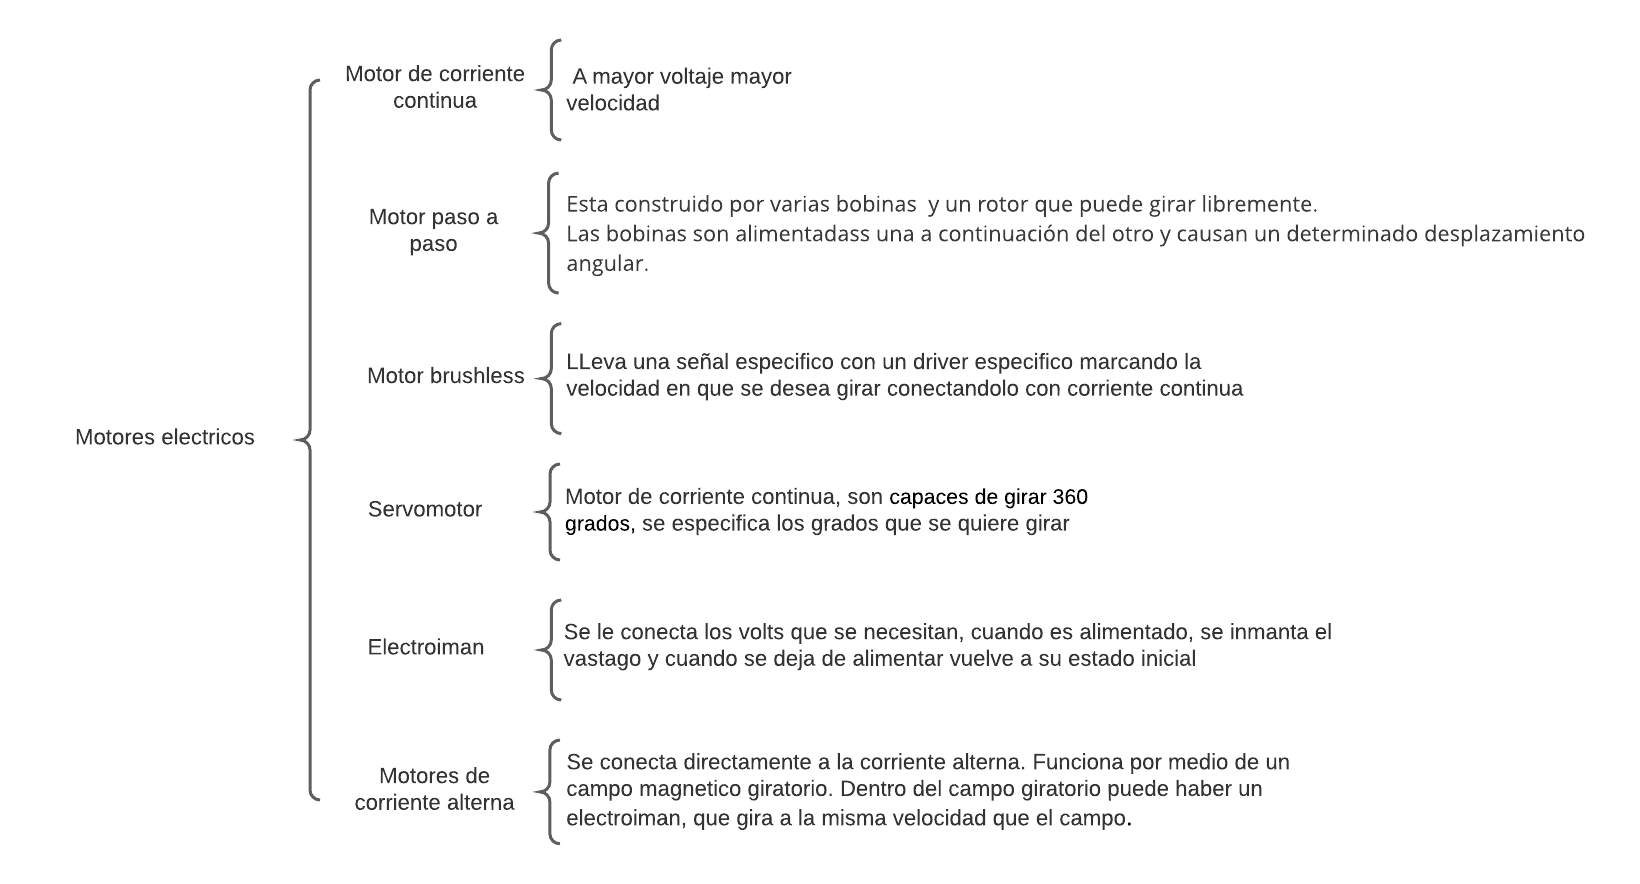 Motores electricos
Motor de corriente
continua
A mayor voltaje mayor
velocidad
Motor paso a
paso
Esta construido por varias bobinas  y un rotor que puede girar libremente.
Las bobinas son alimentadass una a continuación del otro y causan un determinado desplazamiento
angular.
Motor brushless
LLeva una señal especifico con un driver especifico marcando la
velocidad en que se desea girar conectandolo con corriente continua
Servomotor
Motor de corriente continua, son capaces de girar 360
grados, se especifica los grados que se quiere girar
Electroiman
Se le conecta los volts que se necesitan, cuando es alimentado, se inmanta el
vastago y cuando se deja de alimentar vuelve a su estado inicial
Motores de
corriente alterna
Se conecta directamente a la corriente alterna. Funciona por medio de un
campo magnetico giratorio. Dentro del campo giratorio puede haber un
electroiman, que gira a la misma velocidad que el campo.